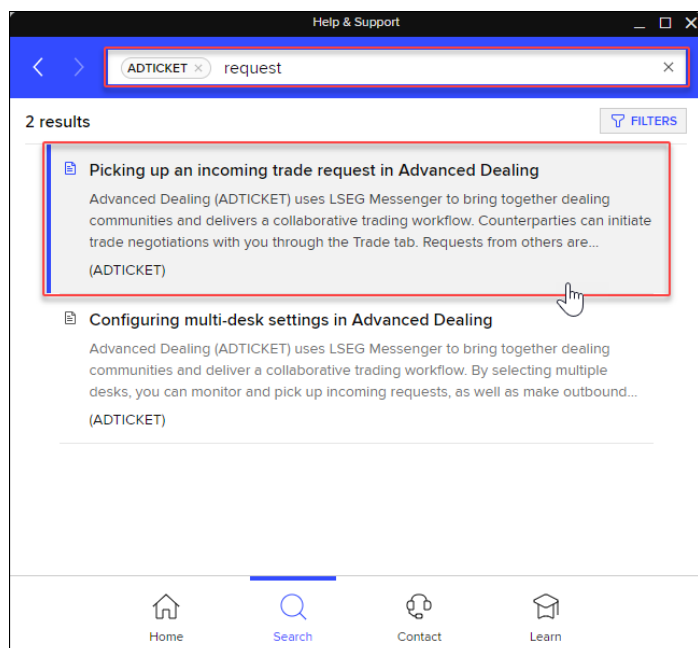 Help & Support
ADTICKET × request
2 results
FILTERS
Picking up an incoming trade request in Advanced Dealing
Advanced Dealing (ADTICKET) uses LSEG Messenger to bring together dealing
communities and delivers a collaborative trading workflow. Counterparties can initiate
trade negotiations with you through the Trade tab. Requests from others are...
(ADTICKET)
Configuring multi-desk settings in Advanced Dealing
Advanced Dealing (ADTICKET) uses LSEG Messenger to bring together dealing
communities and deliver a collaborative trading workflow. By selecting multiple
desks, you can monitor and pick up incoming requests, as well as make outbound...
(ADTICKET)
Home
Search
Contact
Learn